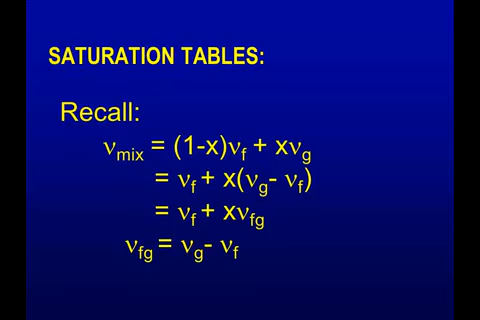 SATURATION TABLES:
Recall:
νmix = (1-x)νf + xνg
= νf + x(νg- νf)
= νf + xνfg
νfg = νg- νf